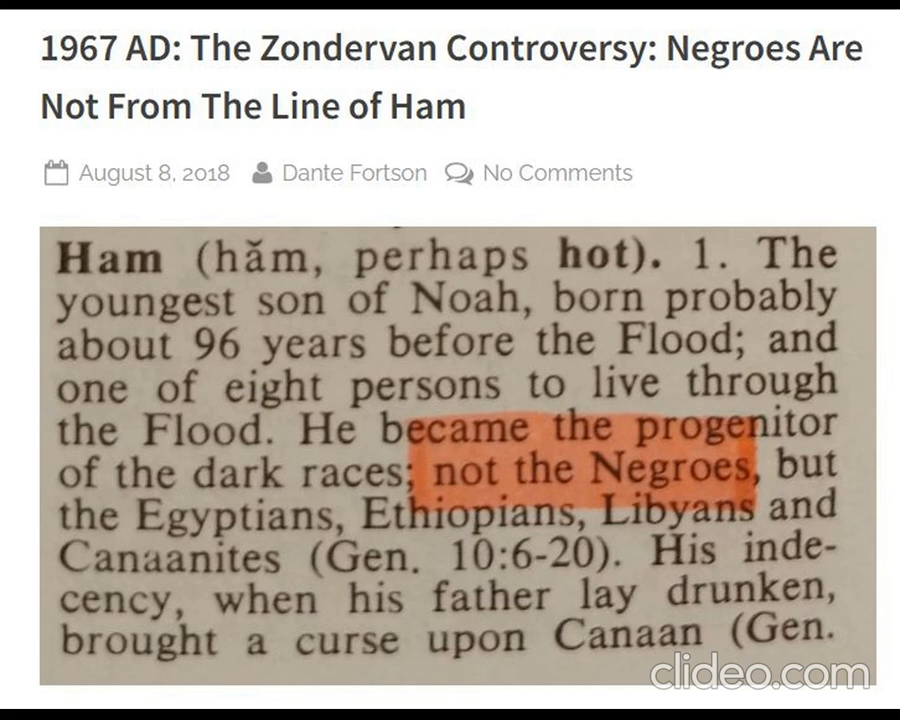 1967 AD: The Zondervan Controversy: Negroes Are
Not From The Line of Ham
August 8, 2018 Dante Fortson No Comments
Ham (hăm, perhaps hot). 1. The
youngest son of Noah, born probably
about 96 years before the Flood; and
one of eight persons to live through
the Flood. He became the progenitor
of the dark races; not the Negroes, but
the Egyptians, Ethiopians, Libyans and
Canaanites (Gen. 10:6-20). His inde-
cency, when his father lay drunken,
brought a curse upon Canaan (Gen.
clideo.com